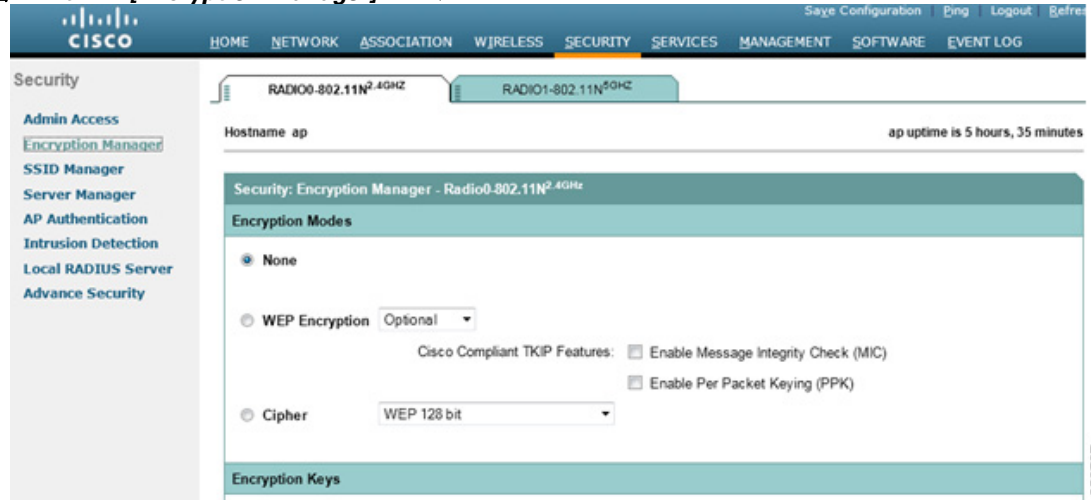 Save Configuration Ping Logout Refres
CISCO
HOME NETWORK ASSOCIATION WIRELESS SECURITY SERVICES MANAGEMENT SOFTWARE EVENT LOG
Security
RADIO0-802.11N2.4GHZ RADIO1-802.11N5GHZ
Admin Access
Hostname ap ap uptime is 5 hours, 35 minutes
Encryption Manager
SSID Manager
Server Manager
AP Authentication
Intrusion Detection
Local RADIUS Server
Advance Security
Security: Encryption Manager - Radio0-802.11N2.4GHz
Encryption Modes
None
WEP Encryption Optional
Cisco Compliant TKIP Features: Enable Message Integrity Check (MIC)
Enable Per Packet Keying (PPK)
Cipher WEP 128 bit
Encryption Keys